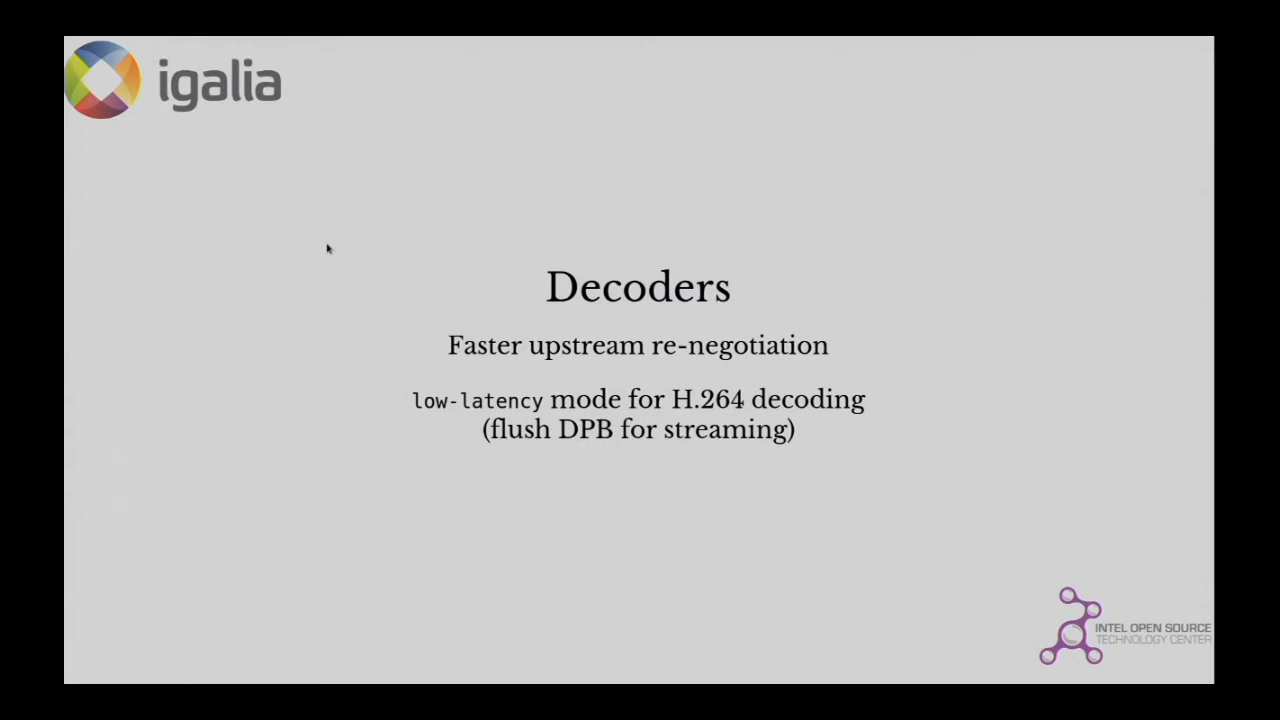 igalia
Decoders
Faster upstream re-negotiation
low-latency mode for H.264 decoding
(flush DPB for streaming)
INTEL OPEN SOURCE
TECHNOLOGY CENTER